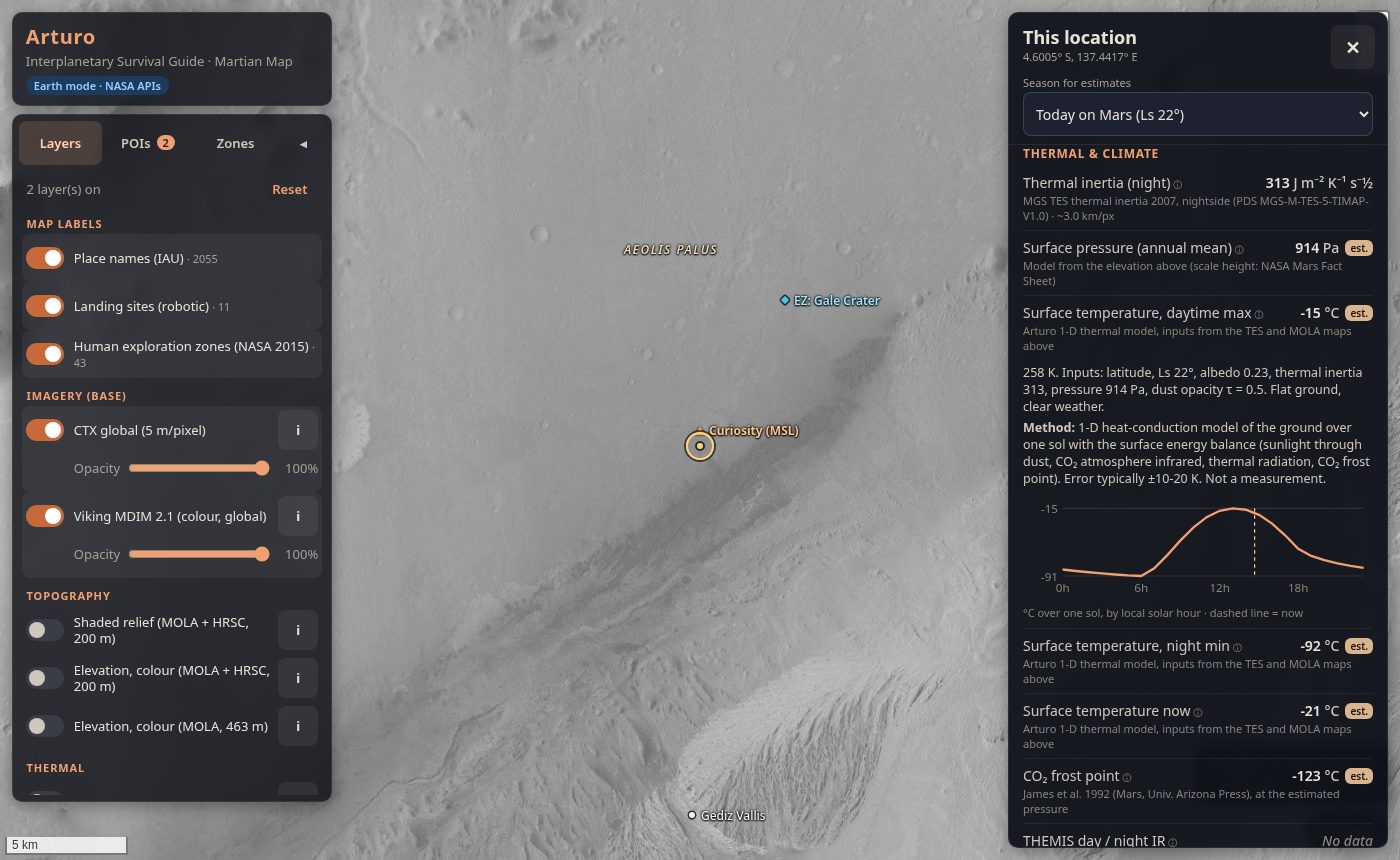 Arturo
Interplanetary Survival Guide · Martian Map
Earth mode · NASA APIs
Layers
POIs 2
Zones
◂
2 layer(s) on
Reset
MAP LABELS
Place names (IAU) · 2055
Landing sites (robotic) · 11
Human exploration zones (NASA 2015) ·
43
IMAGERY (BASE)
CTX global (5 m/pixel)
i
Opacity
100%
Viking MDIM 2.1 (colour, global)
i
Opacity
100%
TOPOGRAPHY
Shaded relief (MOLA + HRSC,
200 m)
i
Elevation, colour (MOLA + HRSC,
200 m)
i
Elevation, colour (MOLA, 463 m)
i
THERMAL
5 km
AEOLIS PALUS
EZ: Gale Crater
Curiosity (MSL)
Gediz Vallis
This location
4.6005° S, 137.4417° E
✕
Season for estimates
Today on Mars (Ls 22°)
THERMAL & CLIMATE
Thermal inertia (night) ⓘ
313 J m⁻² K⁻¹ s⁻½
MGS TES thermal inertia 2007, nightside (PDS MGS-M-TES-5-TIMAP-
V1.0) · ~3.0 km/px
Surface pressure (annual mean) ⓘ
914 Pa est.
Model from the elevation above (scale height: NASA Mars Fact
Sheet)
Surface temperature, daytime max ⓘ
-15 °C est.
Arturo 1-D thermal model, inputs from the TES and MOLA maps
above
258 K. Inputs: latitude, Ls 22°, albedo 0.23, thermal inertia
313, pressure 914 Pa, dust opacity τ = 0.5. Flat ground,
clear weather.
Method: 1-D heat-conduction model of the ground over
one sol with the surface energy balance (sunlight through
dust, CO₂ atmosphere infrared, thermal radiation, CO₂ frost
point). Error typically ±10-20 K. Not a measurement.
-15
-91
0h
6h
12h
18h
°C over one sol, by local solar hour · dashed line = now
Surface temperature, night min ⓘ
-92 °C est.
Arturo 1-D thermal model, inputs from the TES and MOLA maps
above
Surface temperature now ⓘ
-21 °C est.
Arturo 1-D thermal model, inputs from the TES and MOLA maps
above
CO₂ frost point ⓘ
-123 °C est.
James et al. 1992 (Mars, Univ. Arizona Press), at the estimated
pressure
THEMIS day / night IR ⓘ
No data